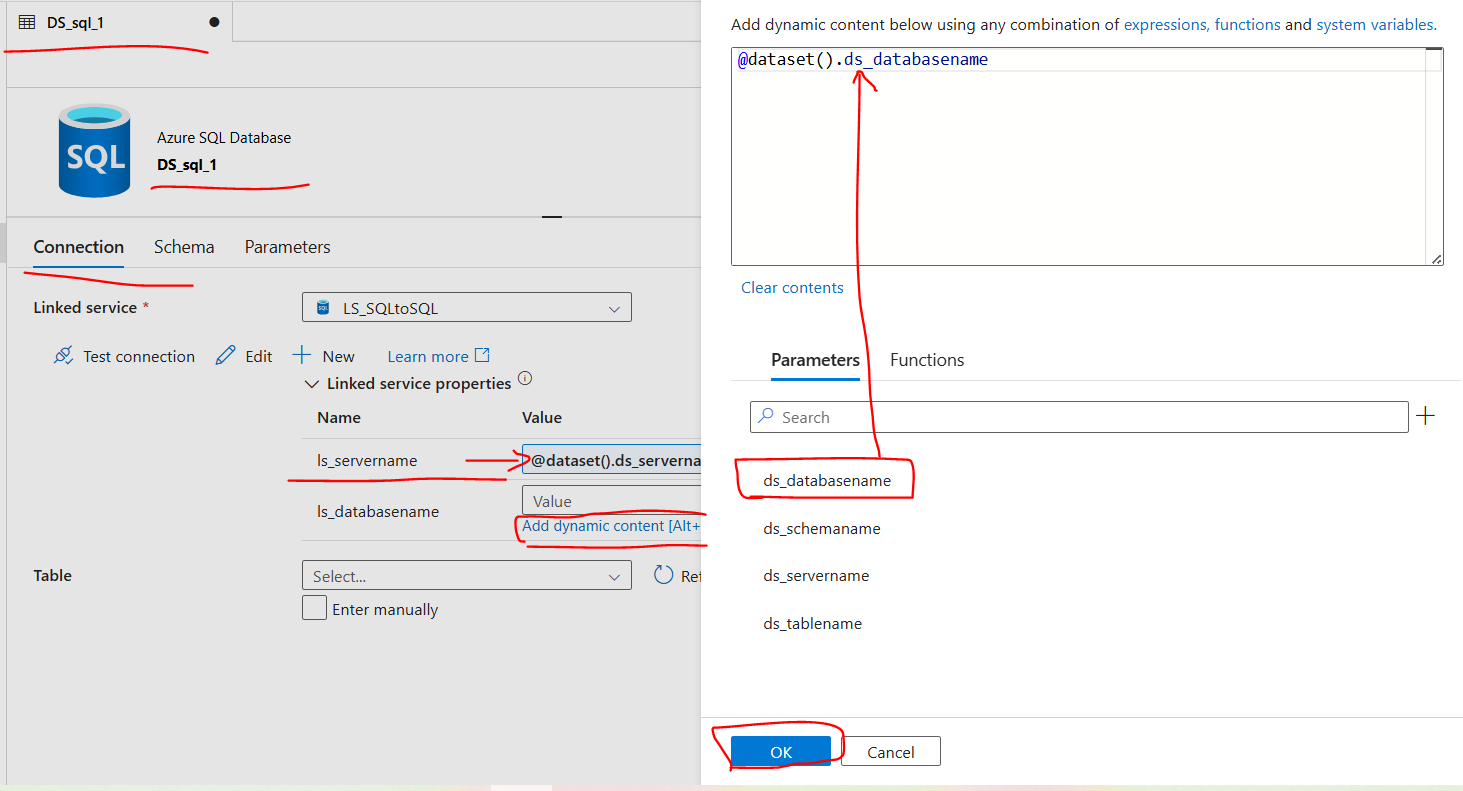 DS_sql_1
SQL
Azure SQL Database
DS_sql_1
Connection Schema Parameters
Linked service *
LS_SQLtoSQL
Test connection Edit New Learn more
Linked service properties
Name Value
ls_servername @dataset().ds_serverna
ls_databasename Value
Add dynamic content [Alt+
Table Select... Ref
Enter manually
Add dynamic content below using any combination of expressions, functions and system variables.
@dataset().ds_databasename
Clear contents
Parameters Functions
Search
ds_databasename
ds_schemaname
ds_servername
ds_tablename
OK Cancel